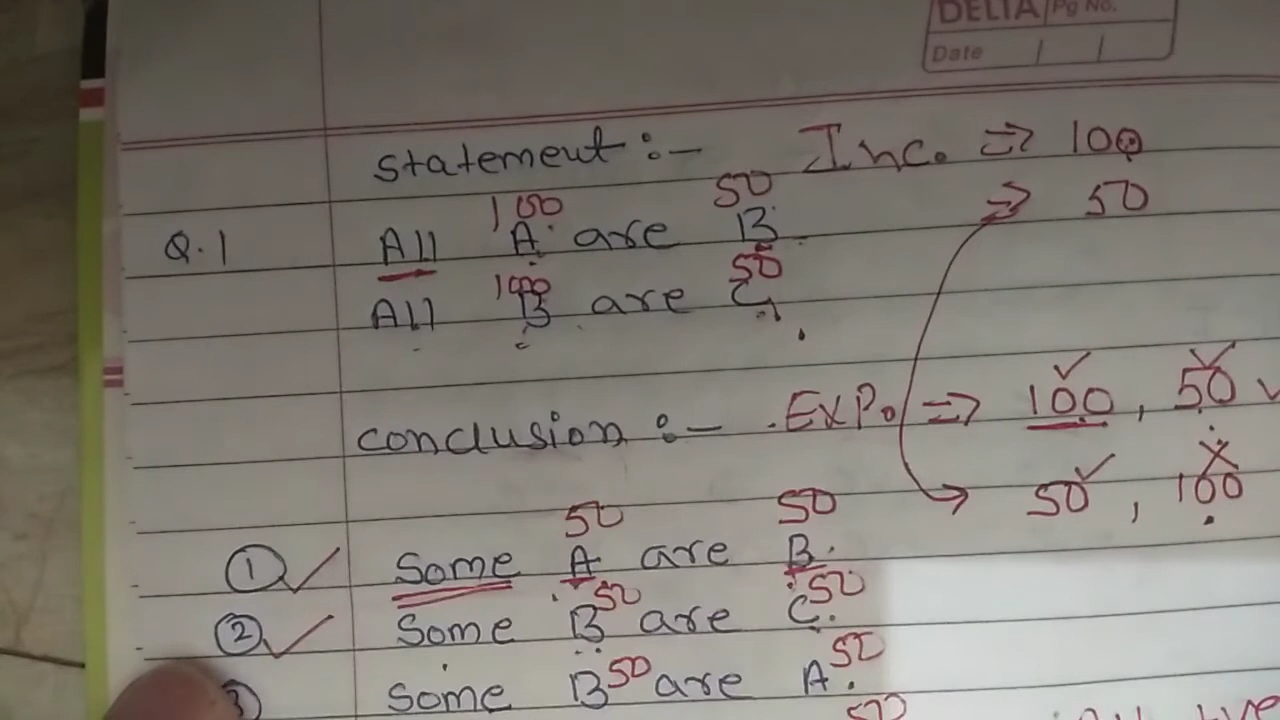 DELTA Pg No.
Date
Statement :- Inc. ⇒ 100
100 50 ⇒ 50
Q.1 All A are B
100 50
All B are C
conclusion :- Exp. ⇒ 100, 50
50, 100
50 50
① Some A are B.
50 50
② Some B are C.
50 50
③ Some B are A.
50